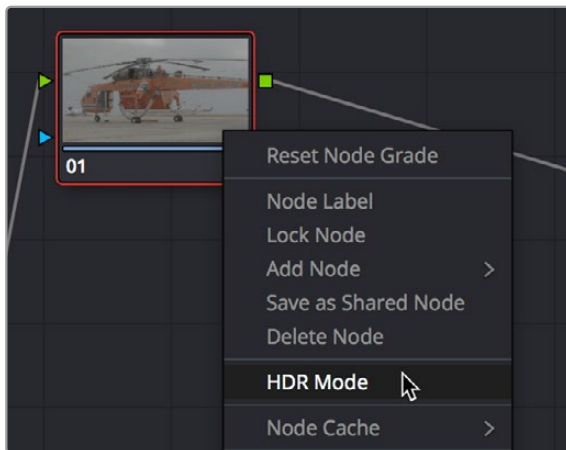 01
Reset Node Grade
Node Label
Lock Node
Add Node >
Save as Shared Node
Delete Node
HDR Mode
Node Cache >